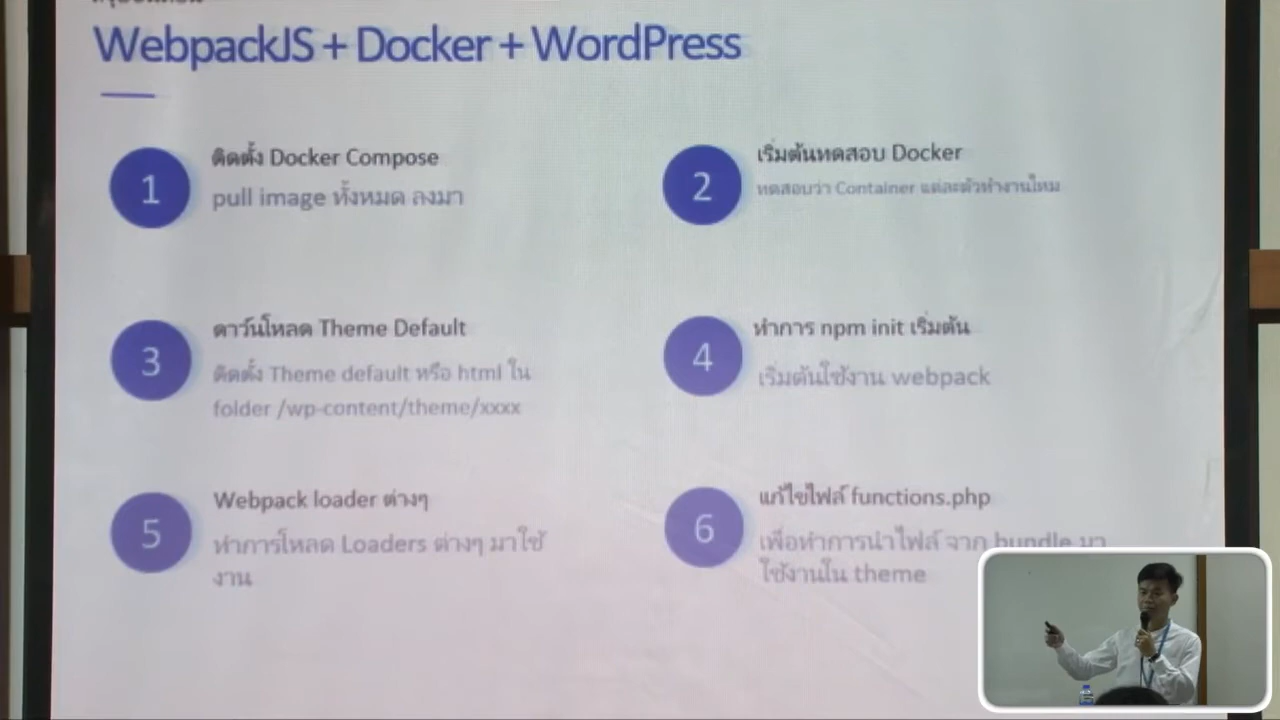 WebpackJS + Docker + WordPress
1
ติดตั้ง Docker Compose
pull image ทั้งหมด ลงมา
2
เริ่มต้นทดสอบ Docker
ทดสอบว่า Container แต่ละตัวทำงานไหม
3
ดาว์นโหลด Theme Default
ติดตั้ง Theme default หรือ html ใน
folder /wp-content/theme/xxxx
4
ทำการ npm init เริ่มต้น
เริ่มต้นใช้งาน webpack
5
Webpack loader ต่างๆ
ทำการโหลด Loaders ต่างๆ มาใช้
งาน
6
แก้ไขไฟล์ functions.php
เพื่อทำการนำไฟล์ จาก bundle มา
ใช้งานใน theme